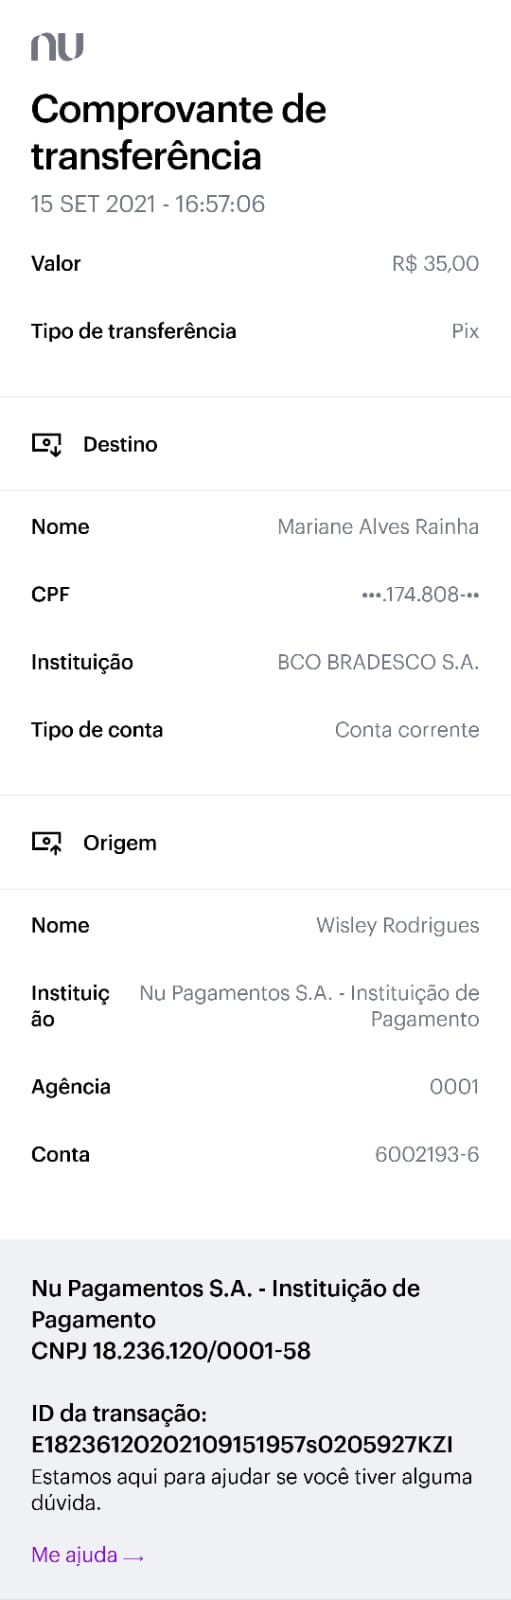 nu
Comprovante de
transferência
15 SET 2021 - 16:57:06
Valor R$ 35,00
Tipo de transferência Pix
Destino
Nome Mariane Alves Rainha
CPF •••.174.808-••
Instituição BCO BRADESCO S.A.
Tipo de conta Conta corrente
Origem
Nome Wisley Rodrigues
Instituiç Nu Pagamentos S.A. - Instituição de
ão Pagamento
Agência 0001
Conta 6002193-6
Nu Pagamentos S.A. - Instituição de
Pagamento
CNPJ 18.236.120/0001-58
ID da transação:
E18236120202109151957s0205927KZI
Estamos aqui para ajudar se você tiver alguma
dúvida.
Me ajuda →